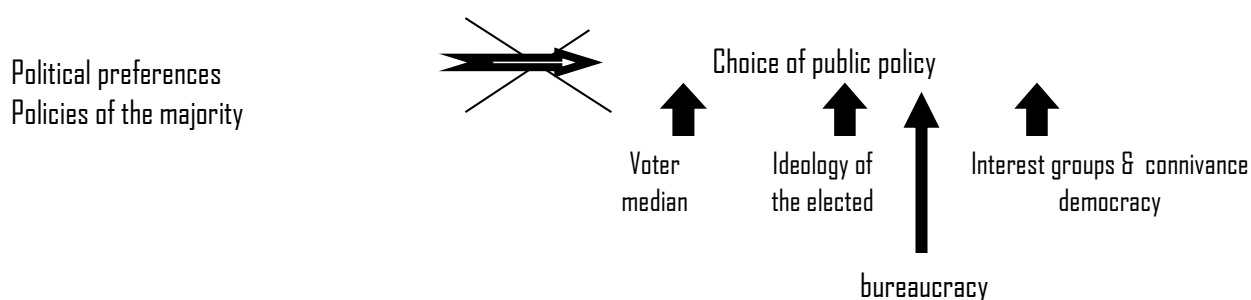 Political preferences
Policies of the majority
Choice of public policy
Voter
median
Ideology of
the elected
Interest groups & connivance
democracy
bureaucracy